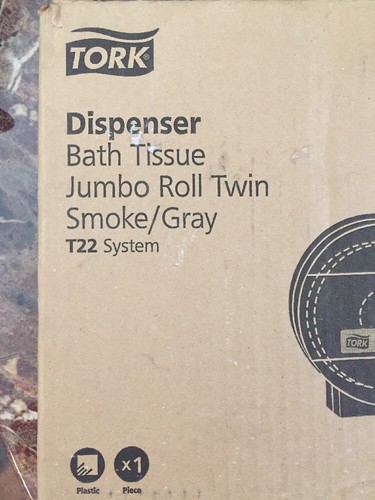 TORK®
Dispenser
Bath Tissue
Jumbo Roll Twin
Smoke/Gray
T22 System
TORK
x1
Plastic
Piece